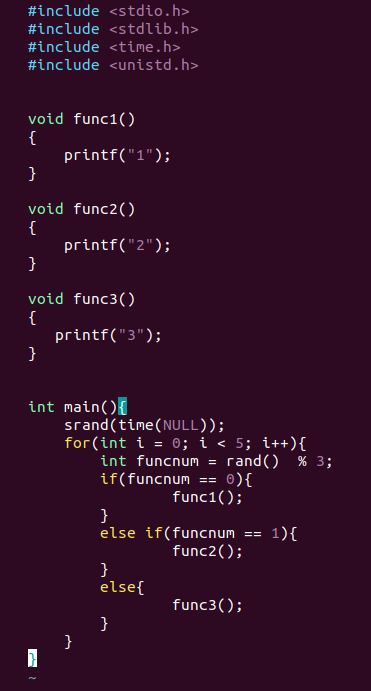 #include <stdio.h>
#include <stdlib.h>
#include <time.h>
#include <unistd.h>


void func1()
{
    printf("1");
}

void func2()
{
    printf("2");
}

void func3()
{
   printf("3");
}


int main(){
    srand(time(NULL));
    for(int i = 0; i < 5; i++){
        int funcnum = rand()  % 3;
        if(funcnum == 0){
                func1();
        }
        else if(funcnum == 1){
                func2();
        }
        else{
                func3();
        }
    }
}
~